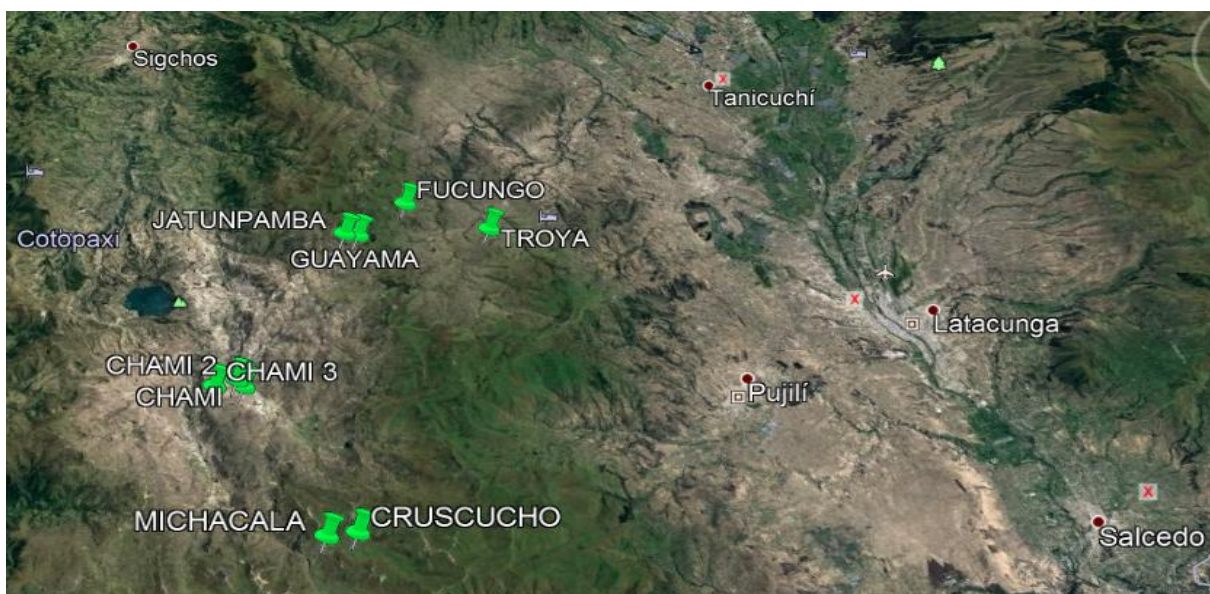 Sigchos
Tanicuchí
FUCUNGO
JATUNPAMBA
TROYA
Cotopaxi
GUAYAMA
Latacunga
CHAMI 2
CHAMI 3
CHAMI
Pujilí
MICHACALA
CRUSCUCHO
Salcedo